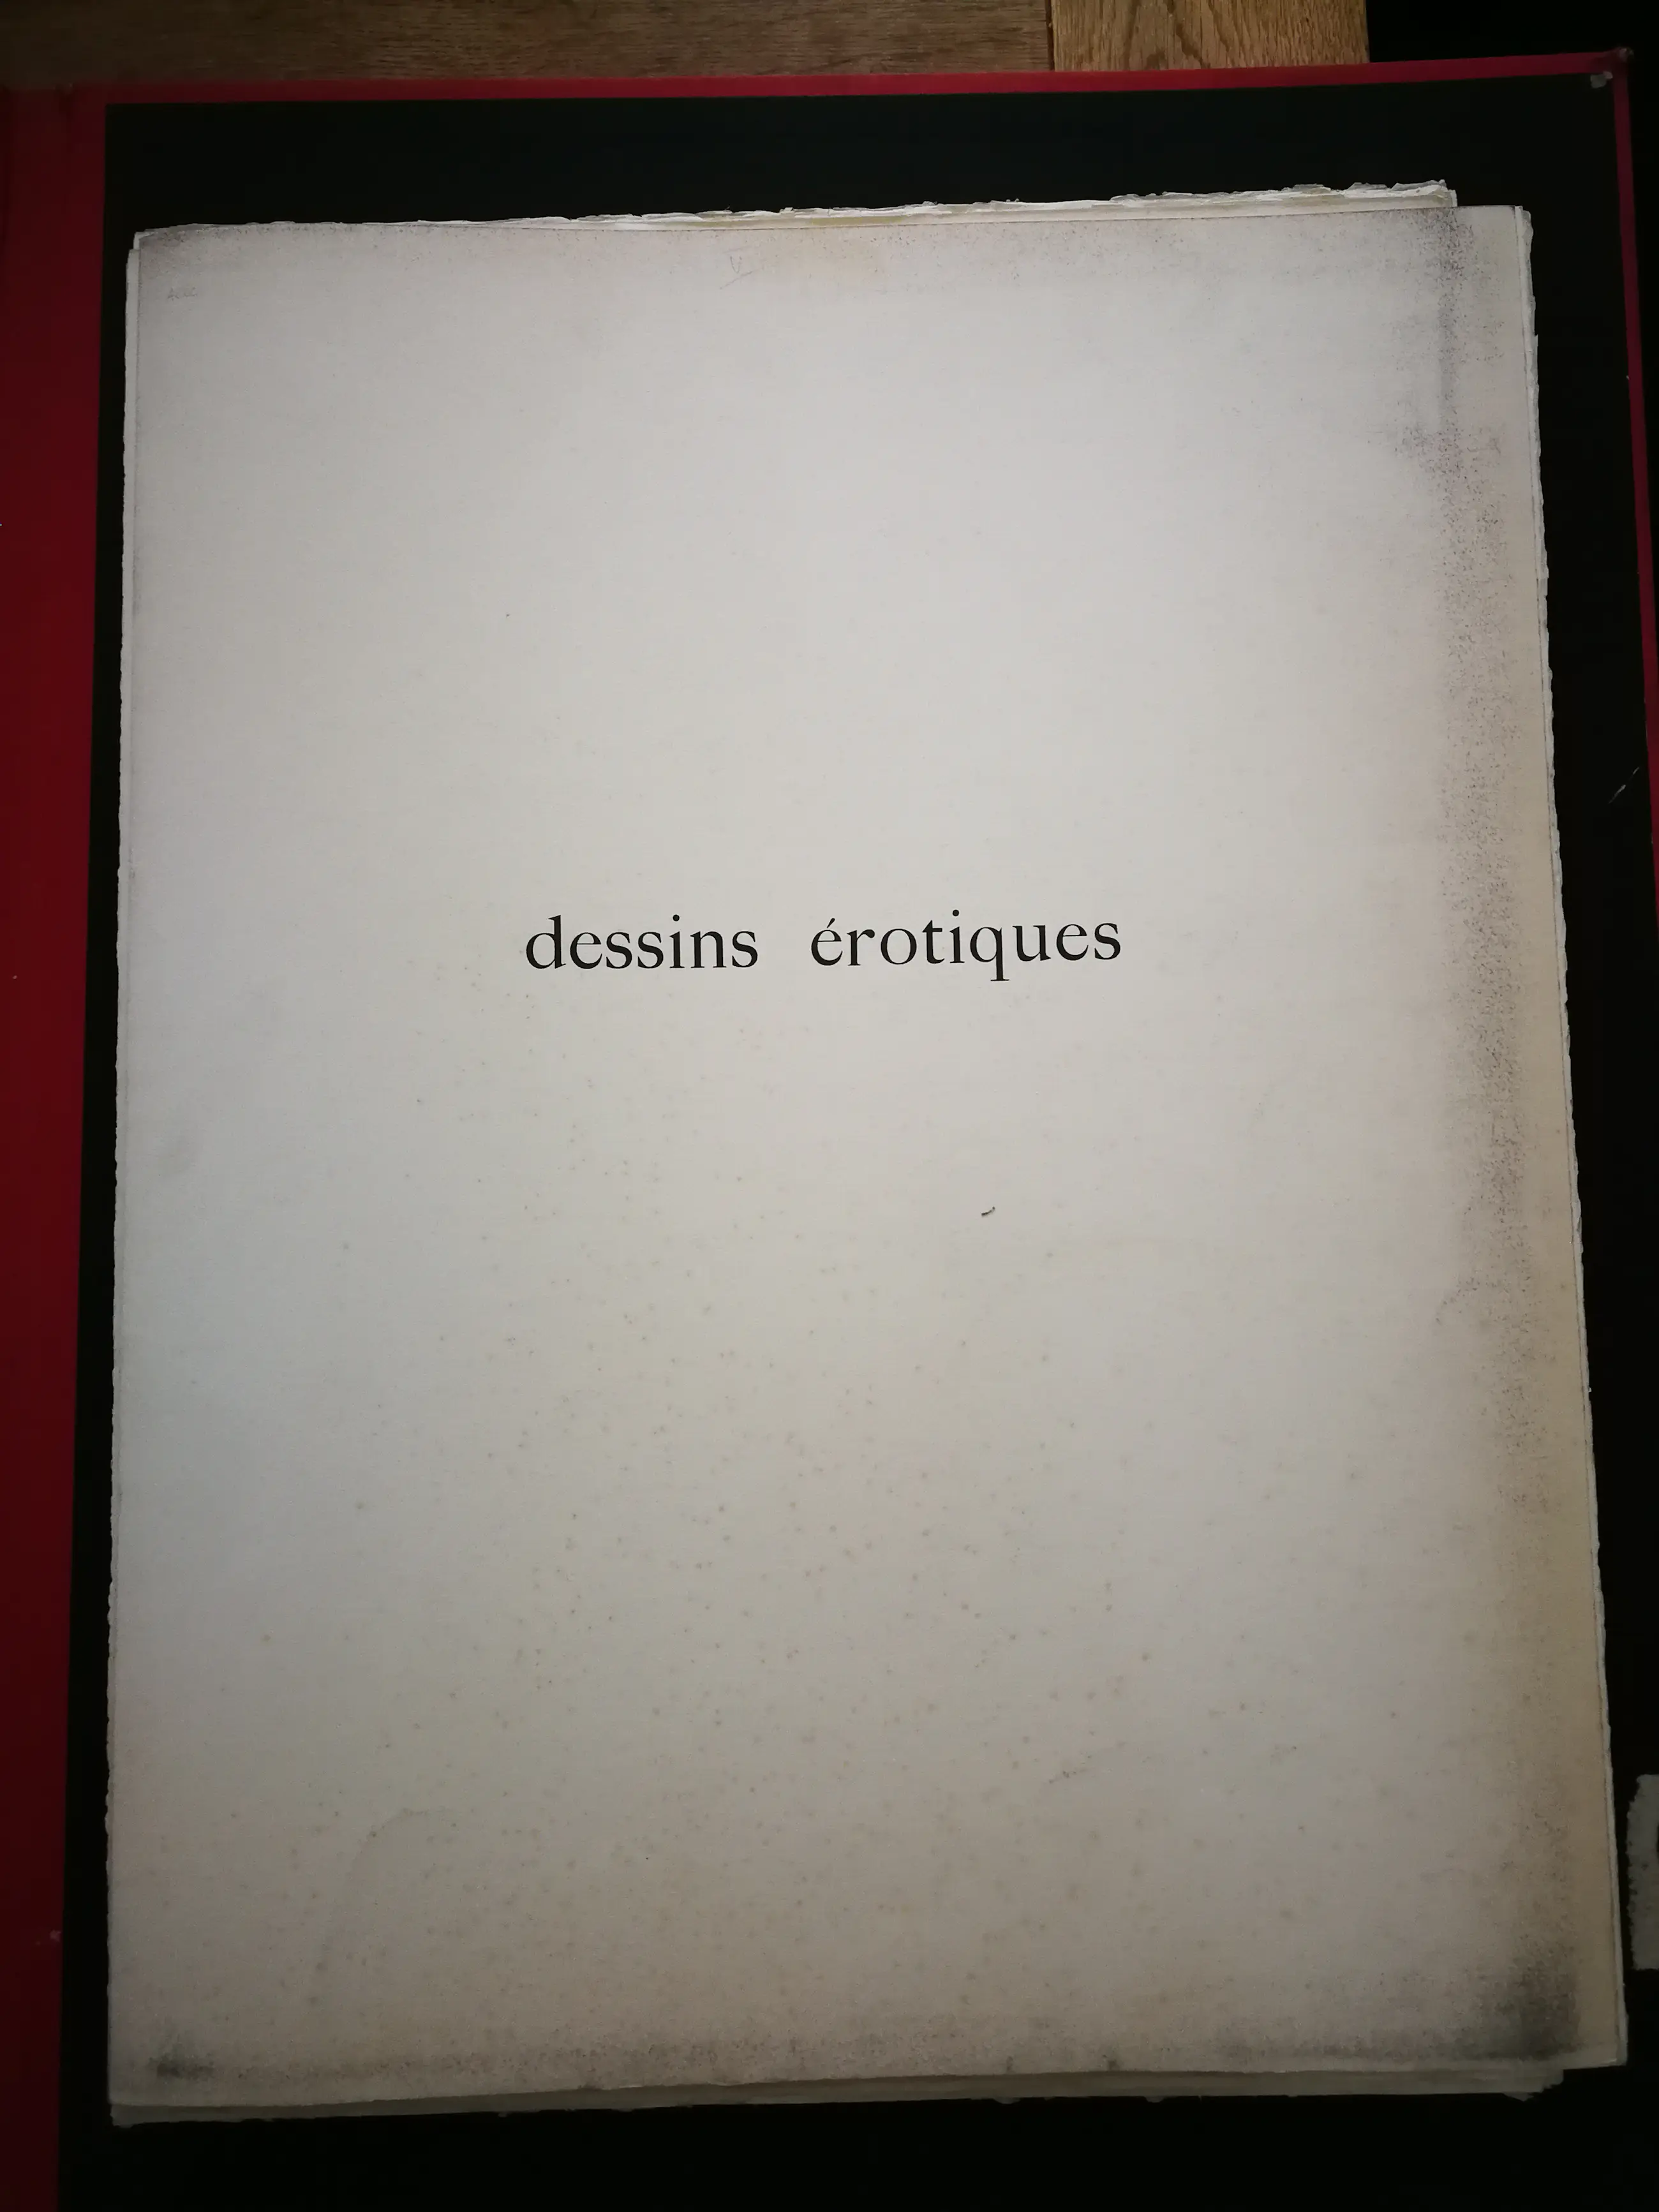 dessins érotiques